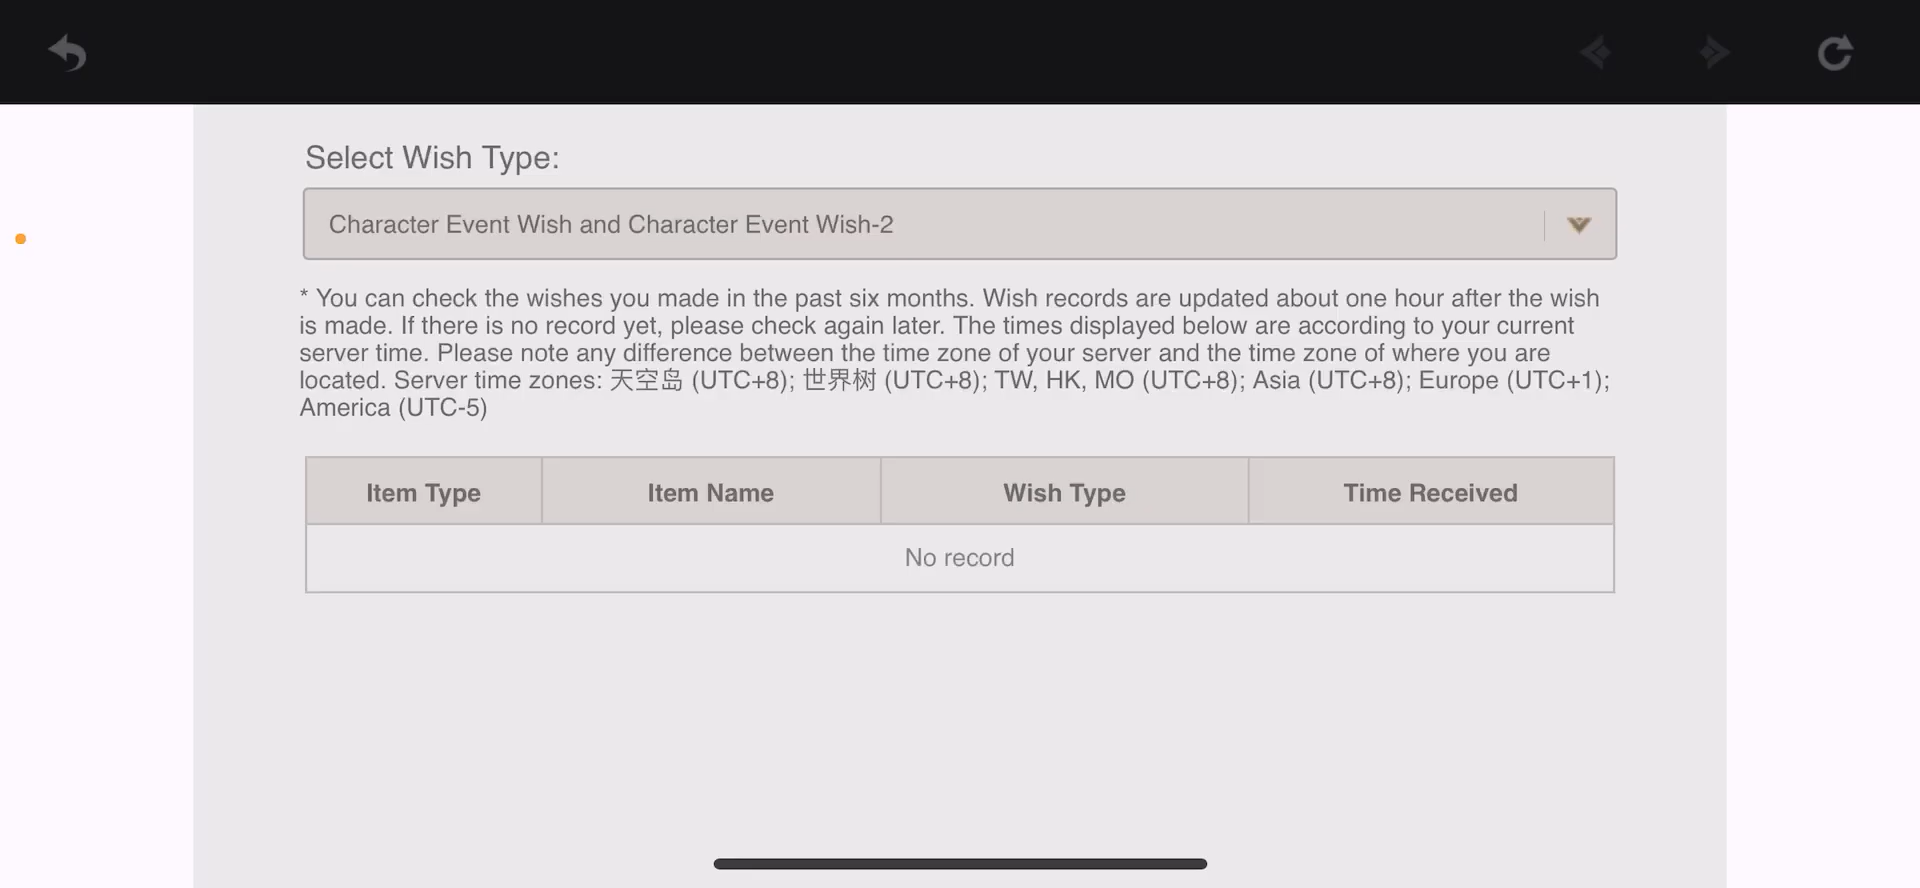 Select Wish Type:
Character Event Wish and Character Event Wish-2
* You can check the wishes you made in the past six months. Wish records are updated about one hour after the wish
is made. If there is no record yet, please check again later. The times displayed below are according to your current
server time. Please note any difference between the time zone of your server and the time zone of where you are
located. Server time zones: 天空岛 (UTC+8); 世界树 (UTC+8); TW, HK, MO (UTC+8); Asia (UTC+8); Europe (UTC+1);
America (UTC-5)
Item Type Item Name Wish Type Time Received
No record